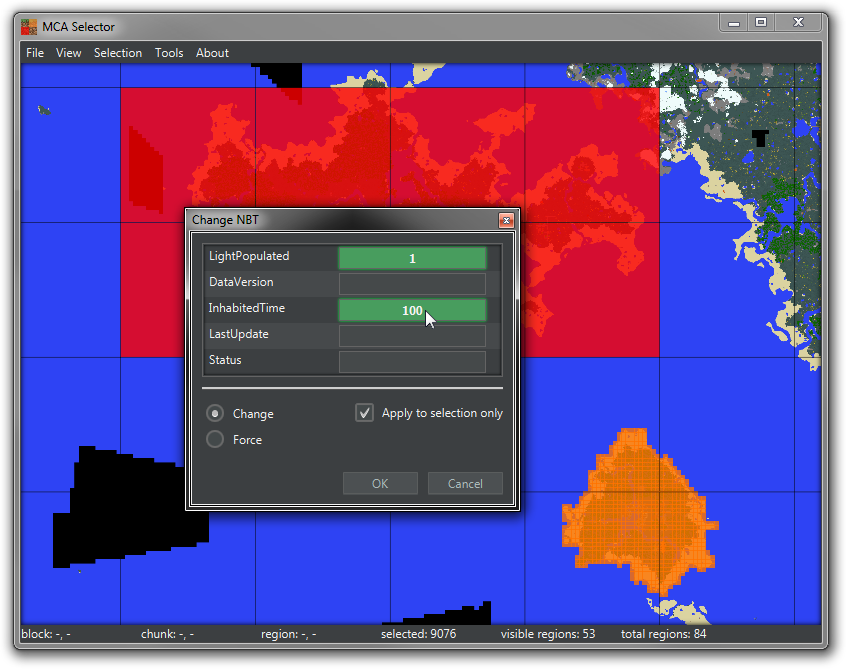 MCA Selector
File View Selection Tools About
Change NBT
LightPopulated 1
DataVersion
InhabitedTime 100
LastUpdate
Status
Change Apply to selection only
Force
OK Cancel
block: -, - chunk: -, - region: -, - selected: 9076 visible regions: 53 total regions: 84